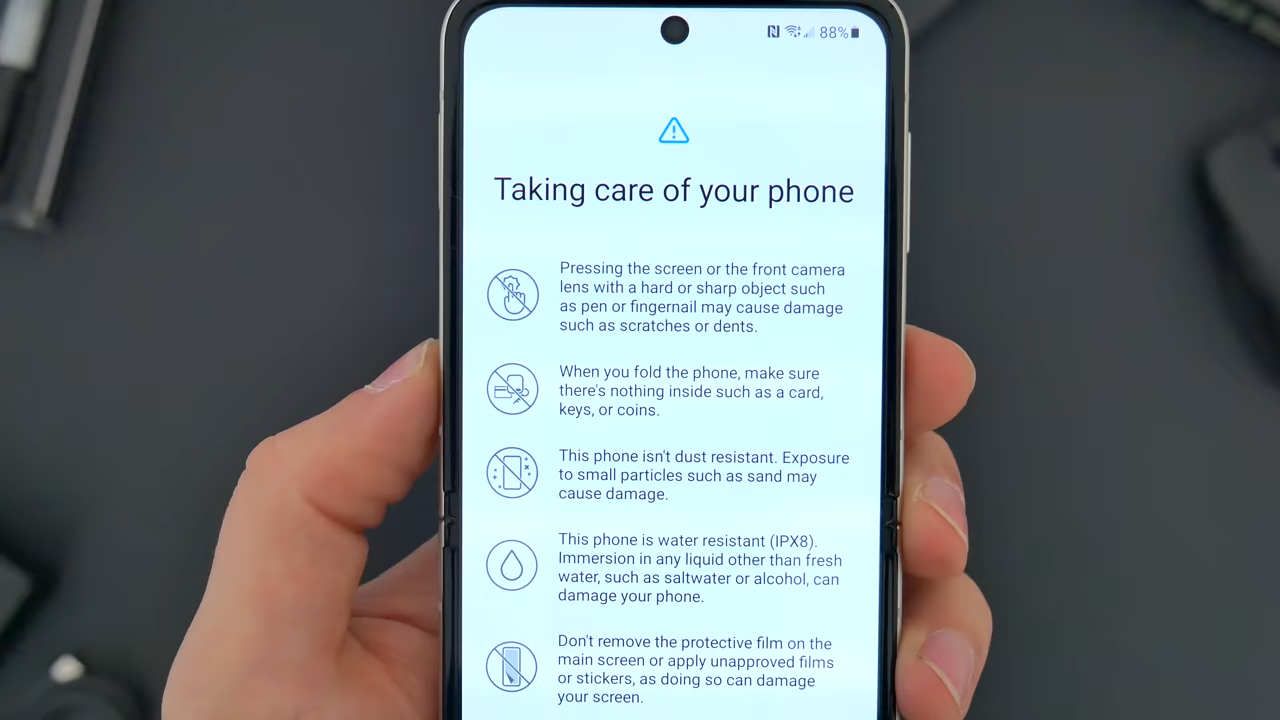 88%
Taking care of your phone
Pressing the screen or the front camera
lens with a hard or sharp object such
as pen or fingernail may cause damage
such as scratches or dents.
When you fold the phone, make sure
there's nothing inside such as a card,
keys, or coins.
This phone isn't dust resistant. Exposure
to small particles such as sand may
cause damage.
This phone is water resistant (IPX8).
Immersion in any liquid other than fresh
water, such as saltwater or alcohol, can
damage your phone.
Don't remove the protective film on the
main screen or apply unapproved films
or stickers, as doing so can damage
your screen.